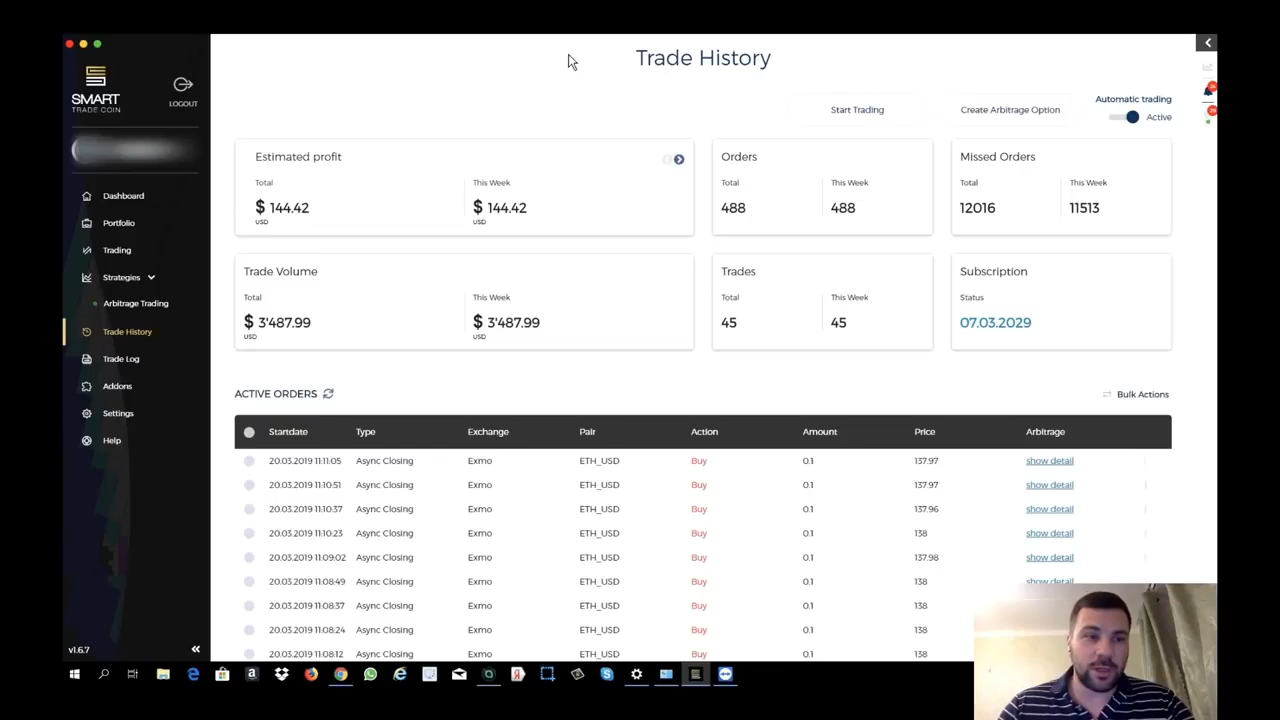 Trade History
SMART
TRADE COIN
LOGOUT
Start Trading
Create Arbitrage Option
Automatic trading
Active
Dashboard
Portfolio
Trading
Strategies
Arbitrage Trading
Trade History
Trade Log
Addons
Settings
Help
v1.6.7
Estimated profit
Total This Week
$ 144.42 $ 144.42
USD USD
Orders
Total This Week
488 488
Missed Orders
Total This Week
12016 11513
Trade Volume
Total This Week
$ 3'487.99 $ 3'487.99
USD USD
Trades
Total This Week
45 45
Subscription
Status
07.03.2029
ACTIVE ORDERS Bulk Actions
Startdate Type Exchange Pair Action Amount Price Arbitrage
20.03.2019 11:11:05 Async Closing Exmo ETH_USD Buy 0.1 137.97 show detail
20.03.2019 11:10:51 Async Closing Exmo ETH_USD Buy 0.1 137.97 show detail
20.03.2019 11:10:37 Async Closing Exmo ETH_USD Buy 0.1 137.96 show detail
20.03.2019 11:10:23 Async Closing Exmo ETH_USD Buy 0.1 138 show detail
20.03.2019 11:09:02 Async Closing Exmo ETH_USD Buy 0.1 137.98 show detail
20.03.2019 11:08:49 Async Closing Exmo ETH_USD Buy 0.1 138 show detail
20.03.2019 11:08:37 Async Closing Exmo ETH_USD Buy 0.1 138
20.03.2019 11:08:24 Async Closing Exmo ETH_USD Buy 0.1 138
20.03.2019 11:08:12 Async Closing Exmo ETH_USD Buy 0.1 138